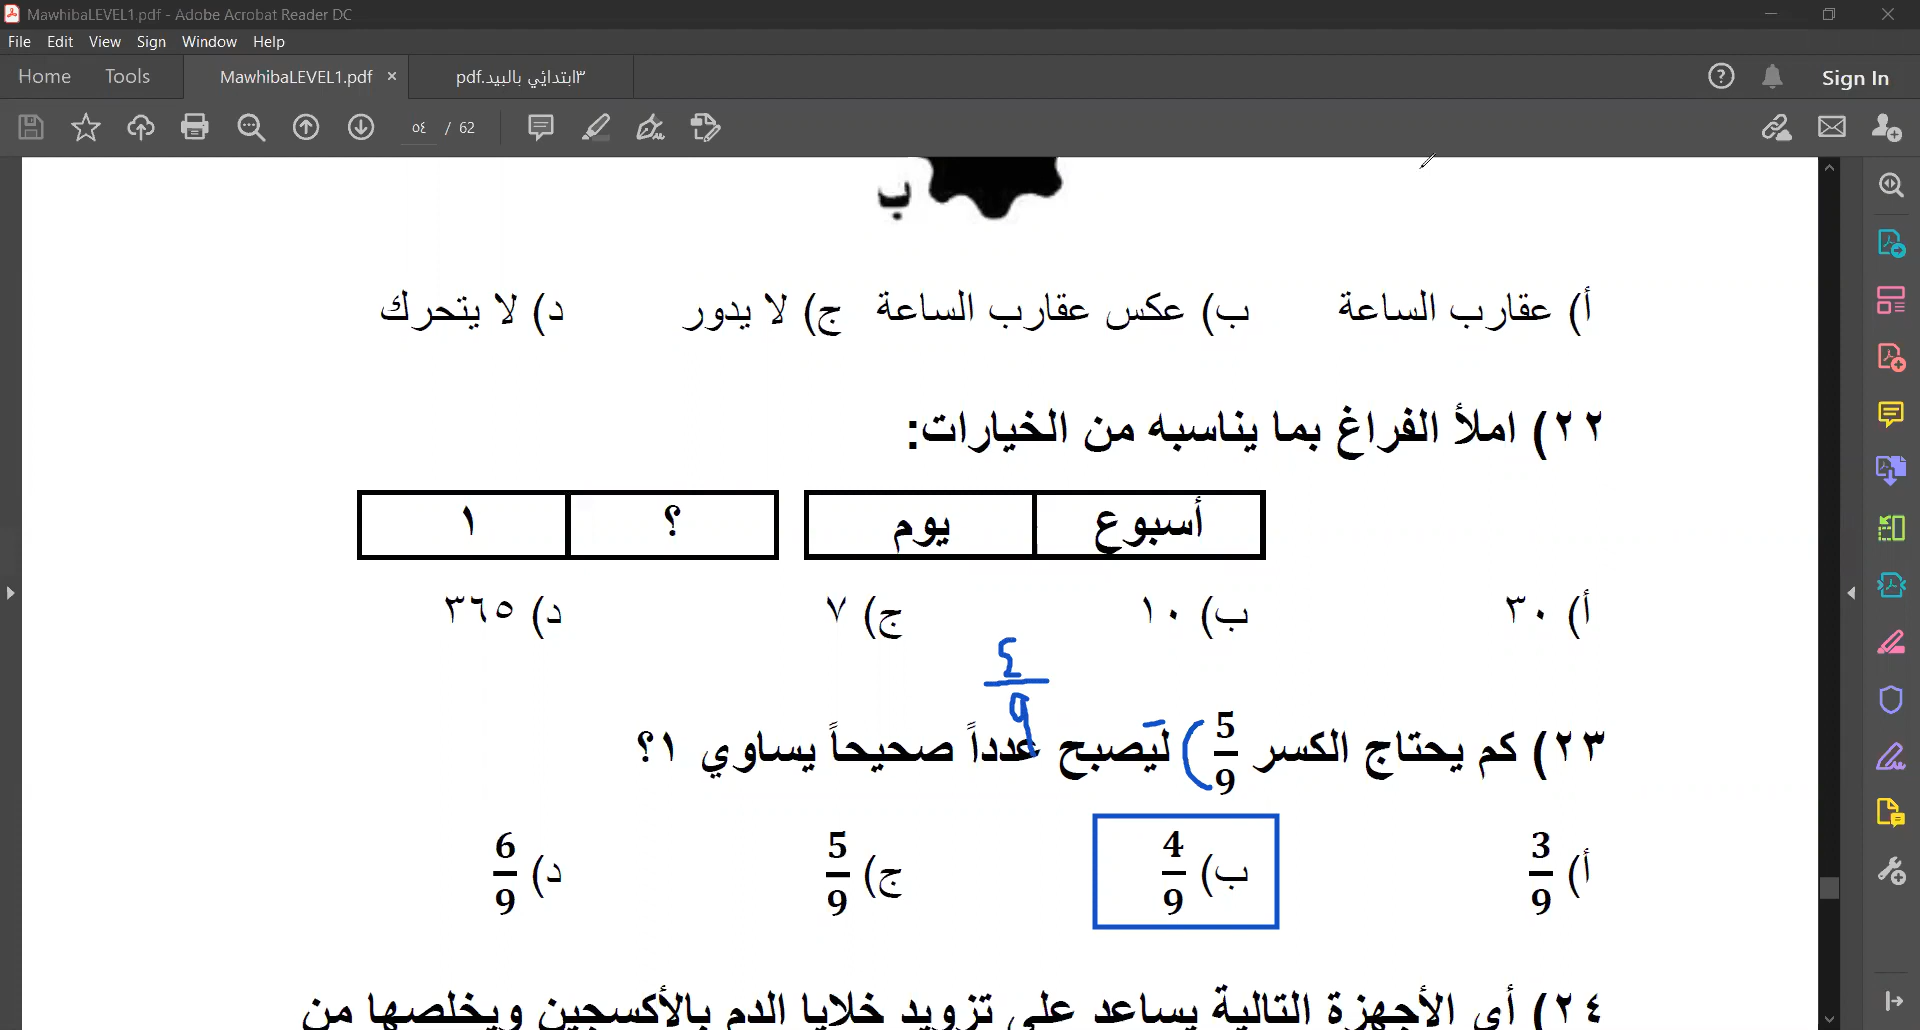 MawhibaLEVEL1.pdf - Adobe Acrobat Reader DC
File Edit View Sign Window Help
Home Tools MawhibaLEVEL1.pdf × ٣ابتدائي بالبيد.pdf Sign In
٥٤ / 62
ب
أ) عقارب الساعة ب) عكس عقارب الساعة ج) لا يدور د) لا يتحرك
٢٢) املأ الفراغ بما يناسبه من الخيارات:
أسبوع يوم ؟ ١
أ) ٣٠ ب) ١٠ ج) ٧ د) ٣٦٥
٤/٩
٢٣) كم يحتاج الكسر 5/9 ليصبح عدداً صحيحاً يساوي ١؟
أ) 3/9 ب) 4/9 ج) 5/9 د) 6/9
٢٤) أي الأجهزة التالية يساعد على تزويد خلايا الدم بالأكسجين ويخلصها من